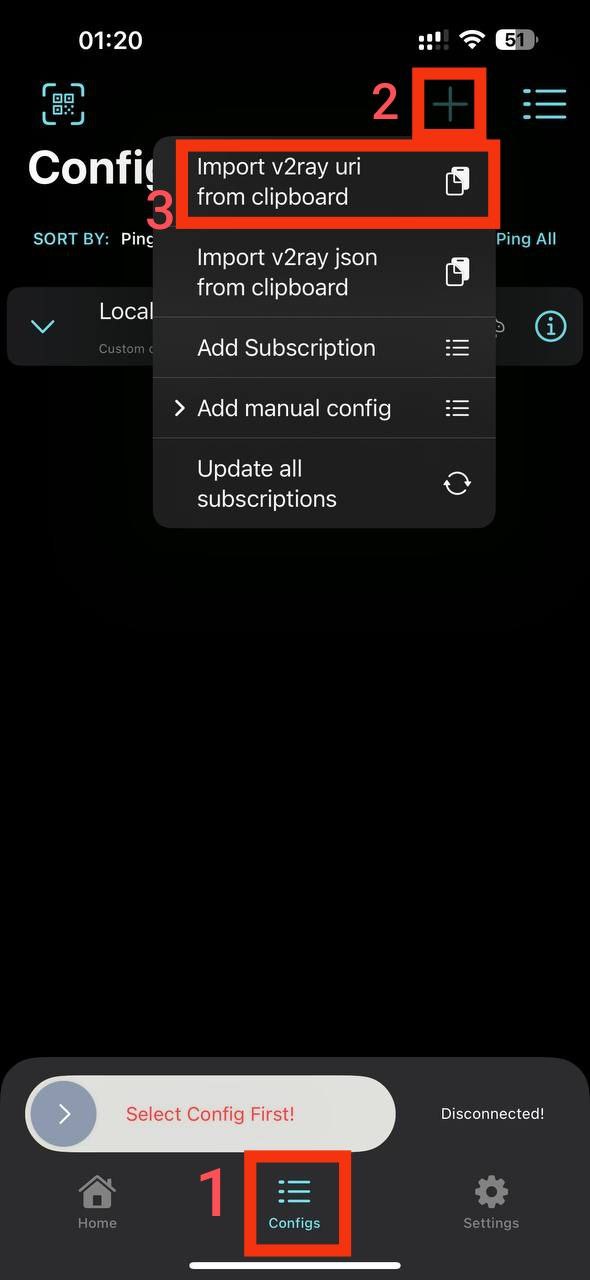 01:20
51
2
Config
Import v2ray uri
from clipboard
3
SORT BY: Ping
Ping All
Import v2ray json
from clipboard
Local
Custom c
Add Subscription
Add manual config
Update all
subscriptions
Select Config First!
Disconnected!
1
Home
Configs
Settings